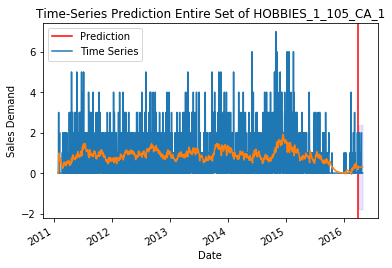 Time-Series Prediction Entire Set of HOBBIES_1_105_CA_1
Prediction
Time Series
Sales Demand
6
4
2
0
−2
2011
2012
2013
2014
2015
2016
Date